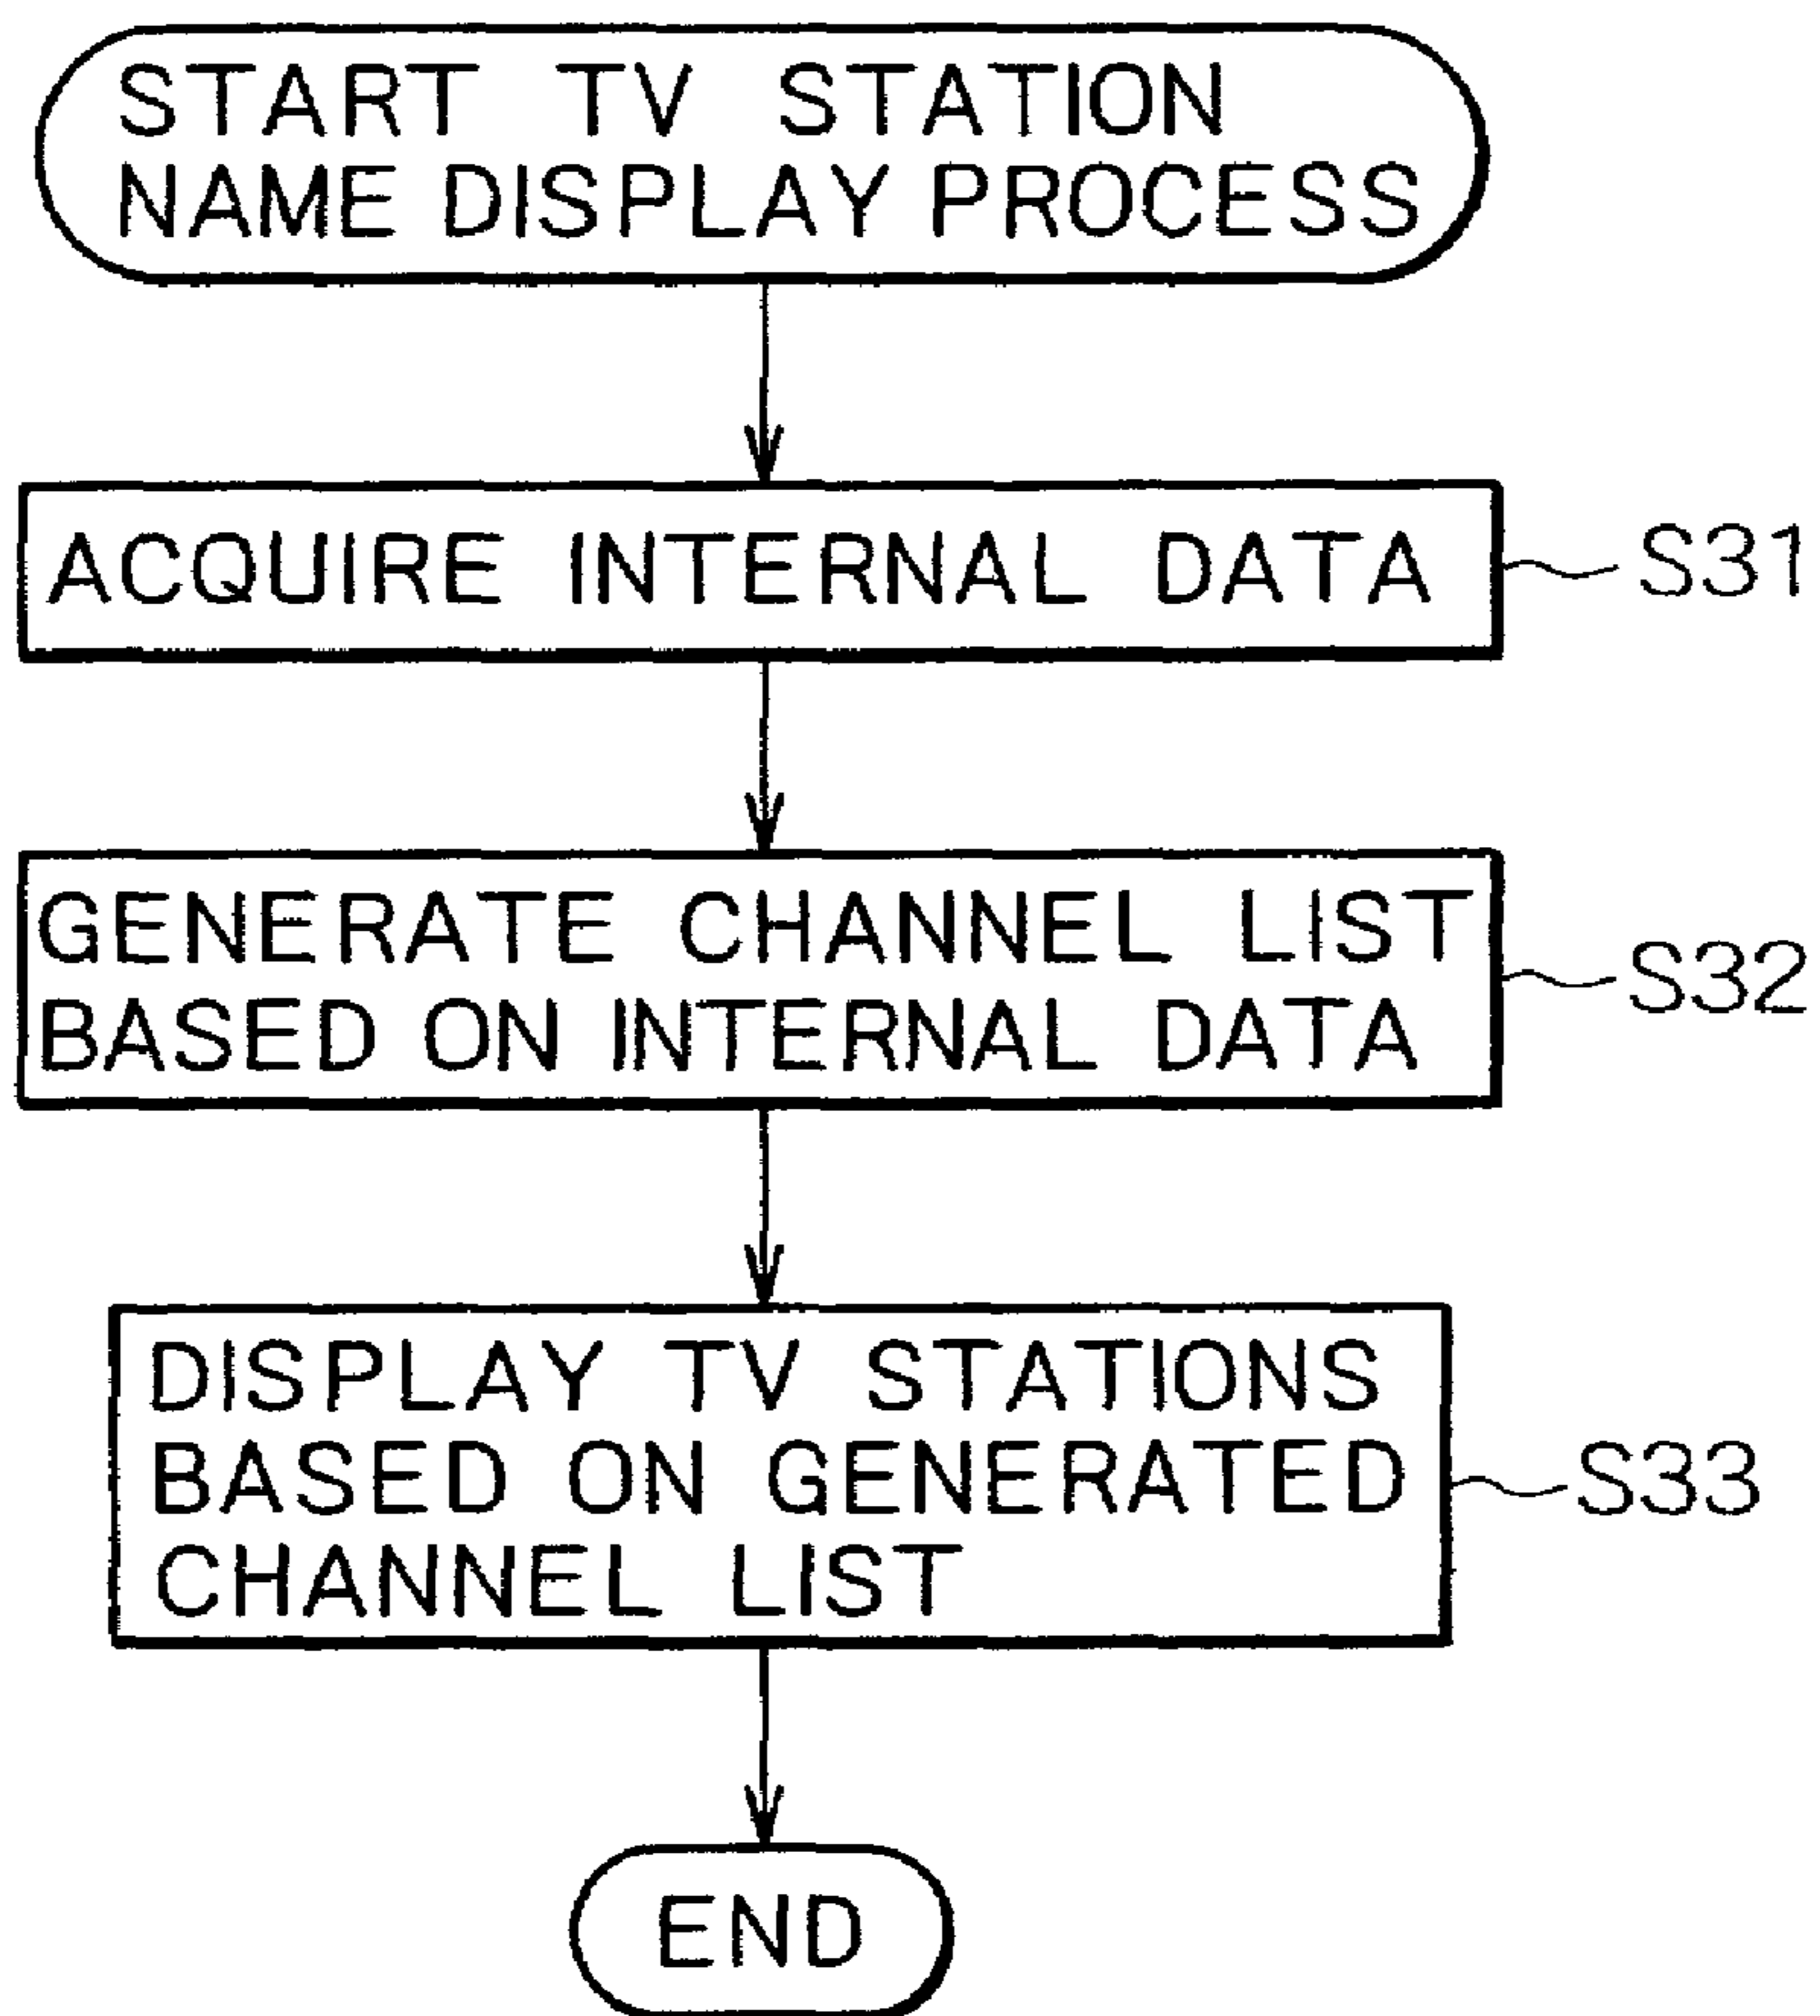 START TV STATION
NAME DISPLAY PROCESS
ACQUIRE INTERNAL DATA
S31
GENERATE CHANNEL LIST
BASED ON INTERNAL DATA
S32
DISPLAY TV STATIONS
BASED ON GENERATED
CHANNEL LIST
S33
END